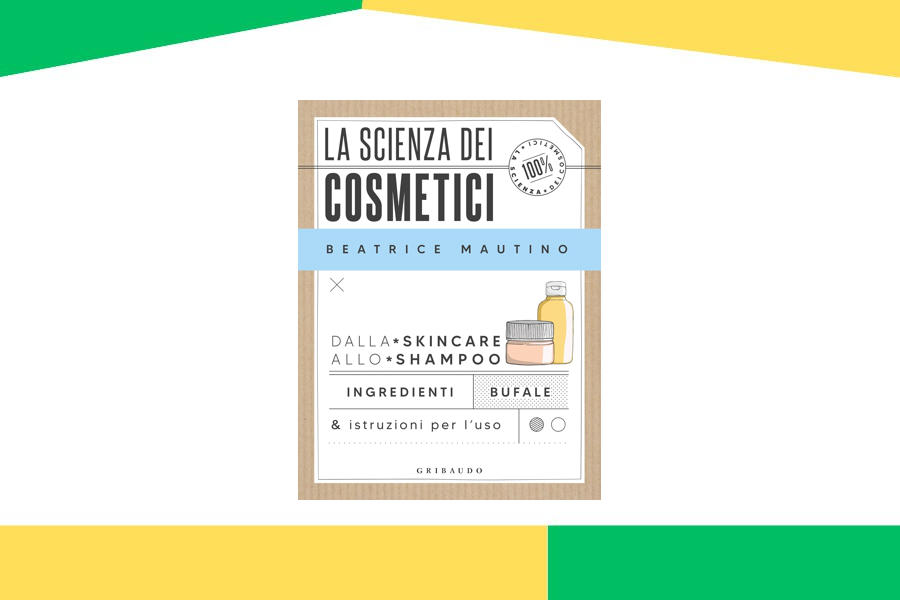 LA SCIENZA DEI
COSMETICI
100%
LA SCIENZA DEI COSMETICI
BEATRICE MAUTINO
DALLA*SKINCARE
ALLO*SHAMPOO
INGREDIENTI
BUFALE
& istruzioni per l'uso
GRIBAUDO